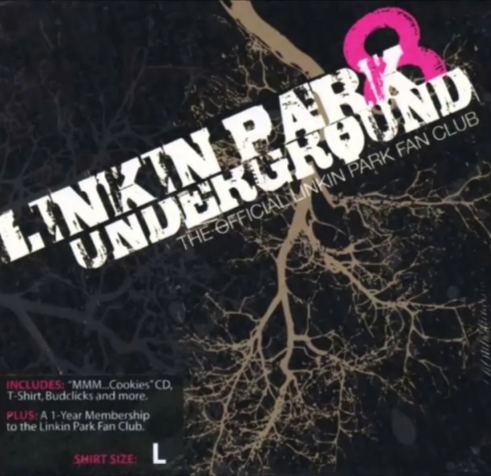 8
LINKIN PARK
UNDERGROUND
THE OFFICIAL LINKIN PARK FAN CLUB
INCLUDES: "MMM...Cookies" CD,
T-Shirt, Budclicks and more.
PLUS: A 1-Year Membership
to the Linkin Park Fan Club.
SHIRT SIZE: L